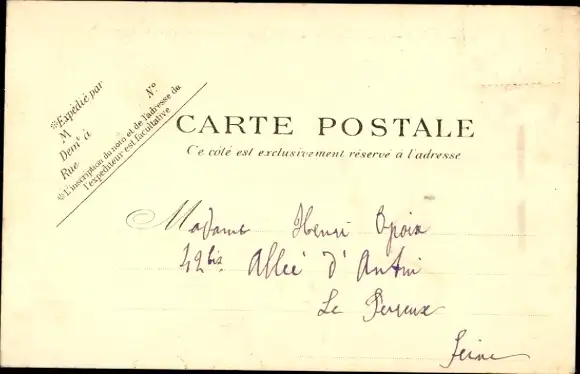 *Expédié par
M
Demt à
Rue N°
*L'inscription du nom et de l'adresse de
l'expéditeur est facultative
CARTE POSTALE
Ce côté est exclusivement réservé à l'adresse
Madame Henri Opoix
42bis Allée d'Antin
Le Perreux
Seine